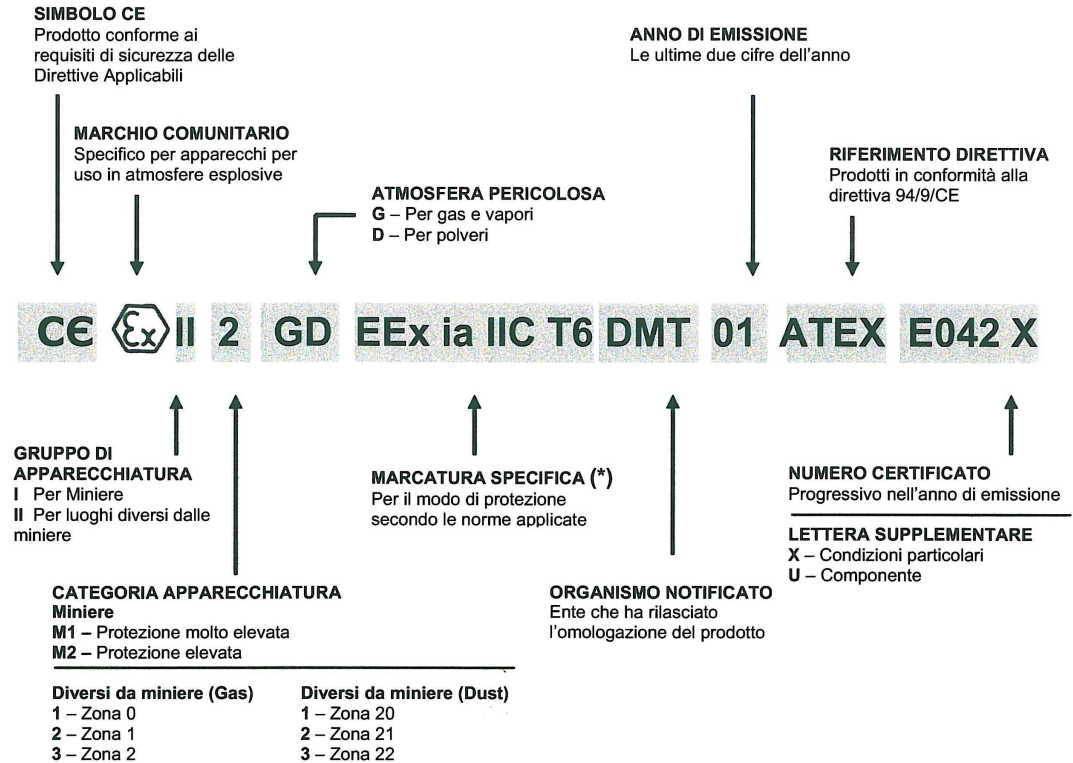 SIMBOLO CE
Prodotto conforme ai
requisiti di sicurezza delle
Direttive Applicabili
ANNO DI EMISSIONE
Le ultime due cifre dell'anno
MARCHIO COMUNITARIO
Specifico per apparecchi per
uso in atmosfere esplosive
RIFERIMENTO DIRETTIVA
Prodotti in conformità alla
direttiva 94/9/CE
ATMOSFERA PERICOLOSA
G – Per gas e vapori
D – Per polveri
CE Ex II 2 GD EEx ia IIC T6 DMT 01 ATEX E042 X
GRUPPO DI
APPARECCHIATURA
I Per Miniere
II Per luoghi diversi dalle
miniere
MARCATURA SPECIFICA (*)
Per il modo di protezione
secondo le norme applicate
NUMERO CERTIFICATO
Progressivo nell'anno di emissione
LETTERA SUPPLEMENTARE
X – Condizioni particolari
U – Componente
CATEGORIA APPARECCHIATURA
Miniere
M1 – Protezione molto elevata
M2 – Protezione elevata
ORGANISMO NOTIFICATO
Ente che ha rilasciato
l'omologazione del prodotto
Diversi da miniere (Gas)
1 – Zona 0
2 – Zona 1
3 – Zona 2
Diversi da miniere (Dust)
1 – Zona 20
2 – Zona 21
3 – Zona 22